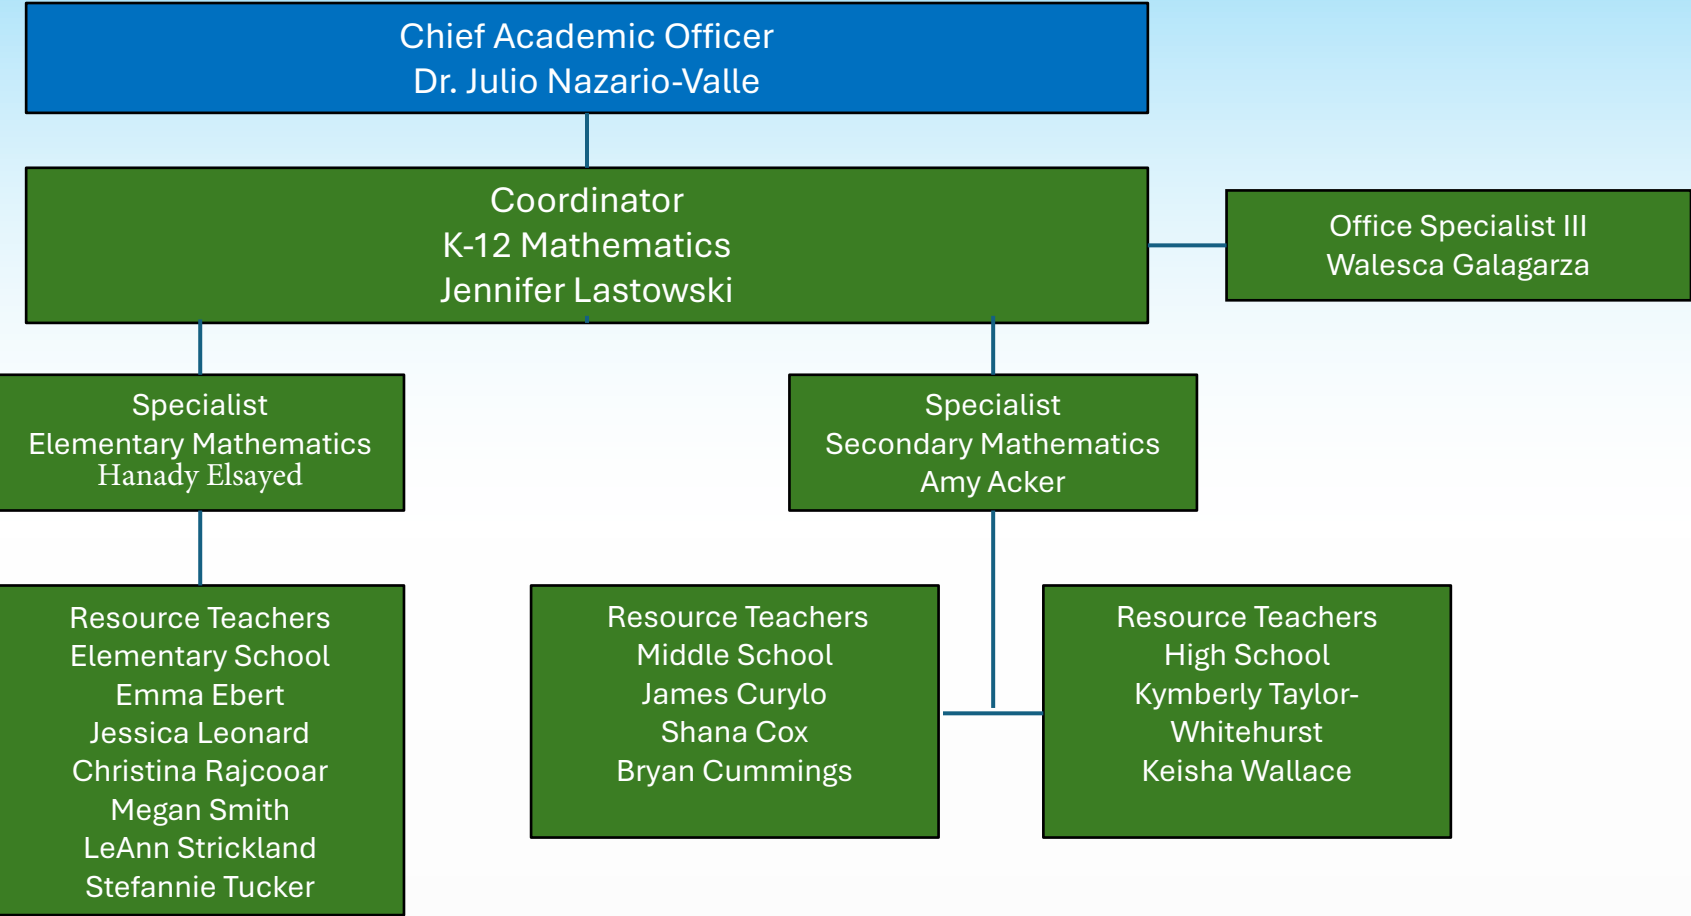 Chief Academic Officer
Dr. Julio Nazario-Valle
Coordinator
K-12 Mathematics
Jennifer Lastowski
Office Specialist III
Walesca Galagarza
Specialist
Elementary Mathematics
Hanady Elsayed
Specialist
Secondary Mathematics
Amy Acker
Resource Teachers
Elementary School
Emma Ebert
Jessica Leonard
Christina Rajcooar
Megan Smith
LeAnn Strickland
Stefannie Tucker
Resource Teachers
Middle School
James Curylo
Shana Cox
Bryan Cummings
Resource Teachers
High School
Kymberly Taylor-
Whitehurst
Keisha Wallace